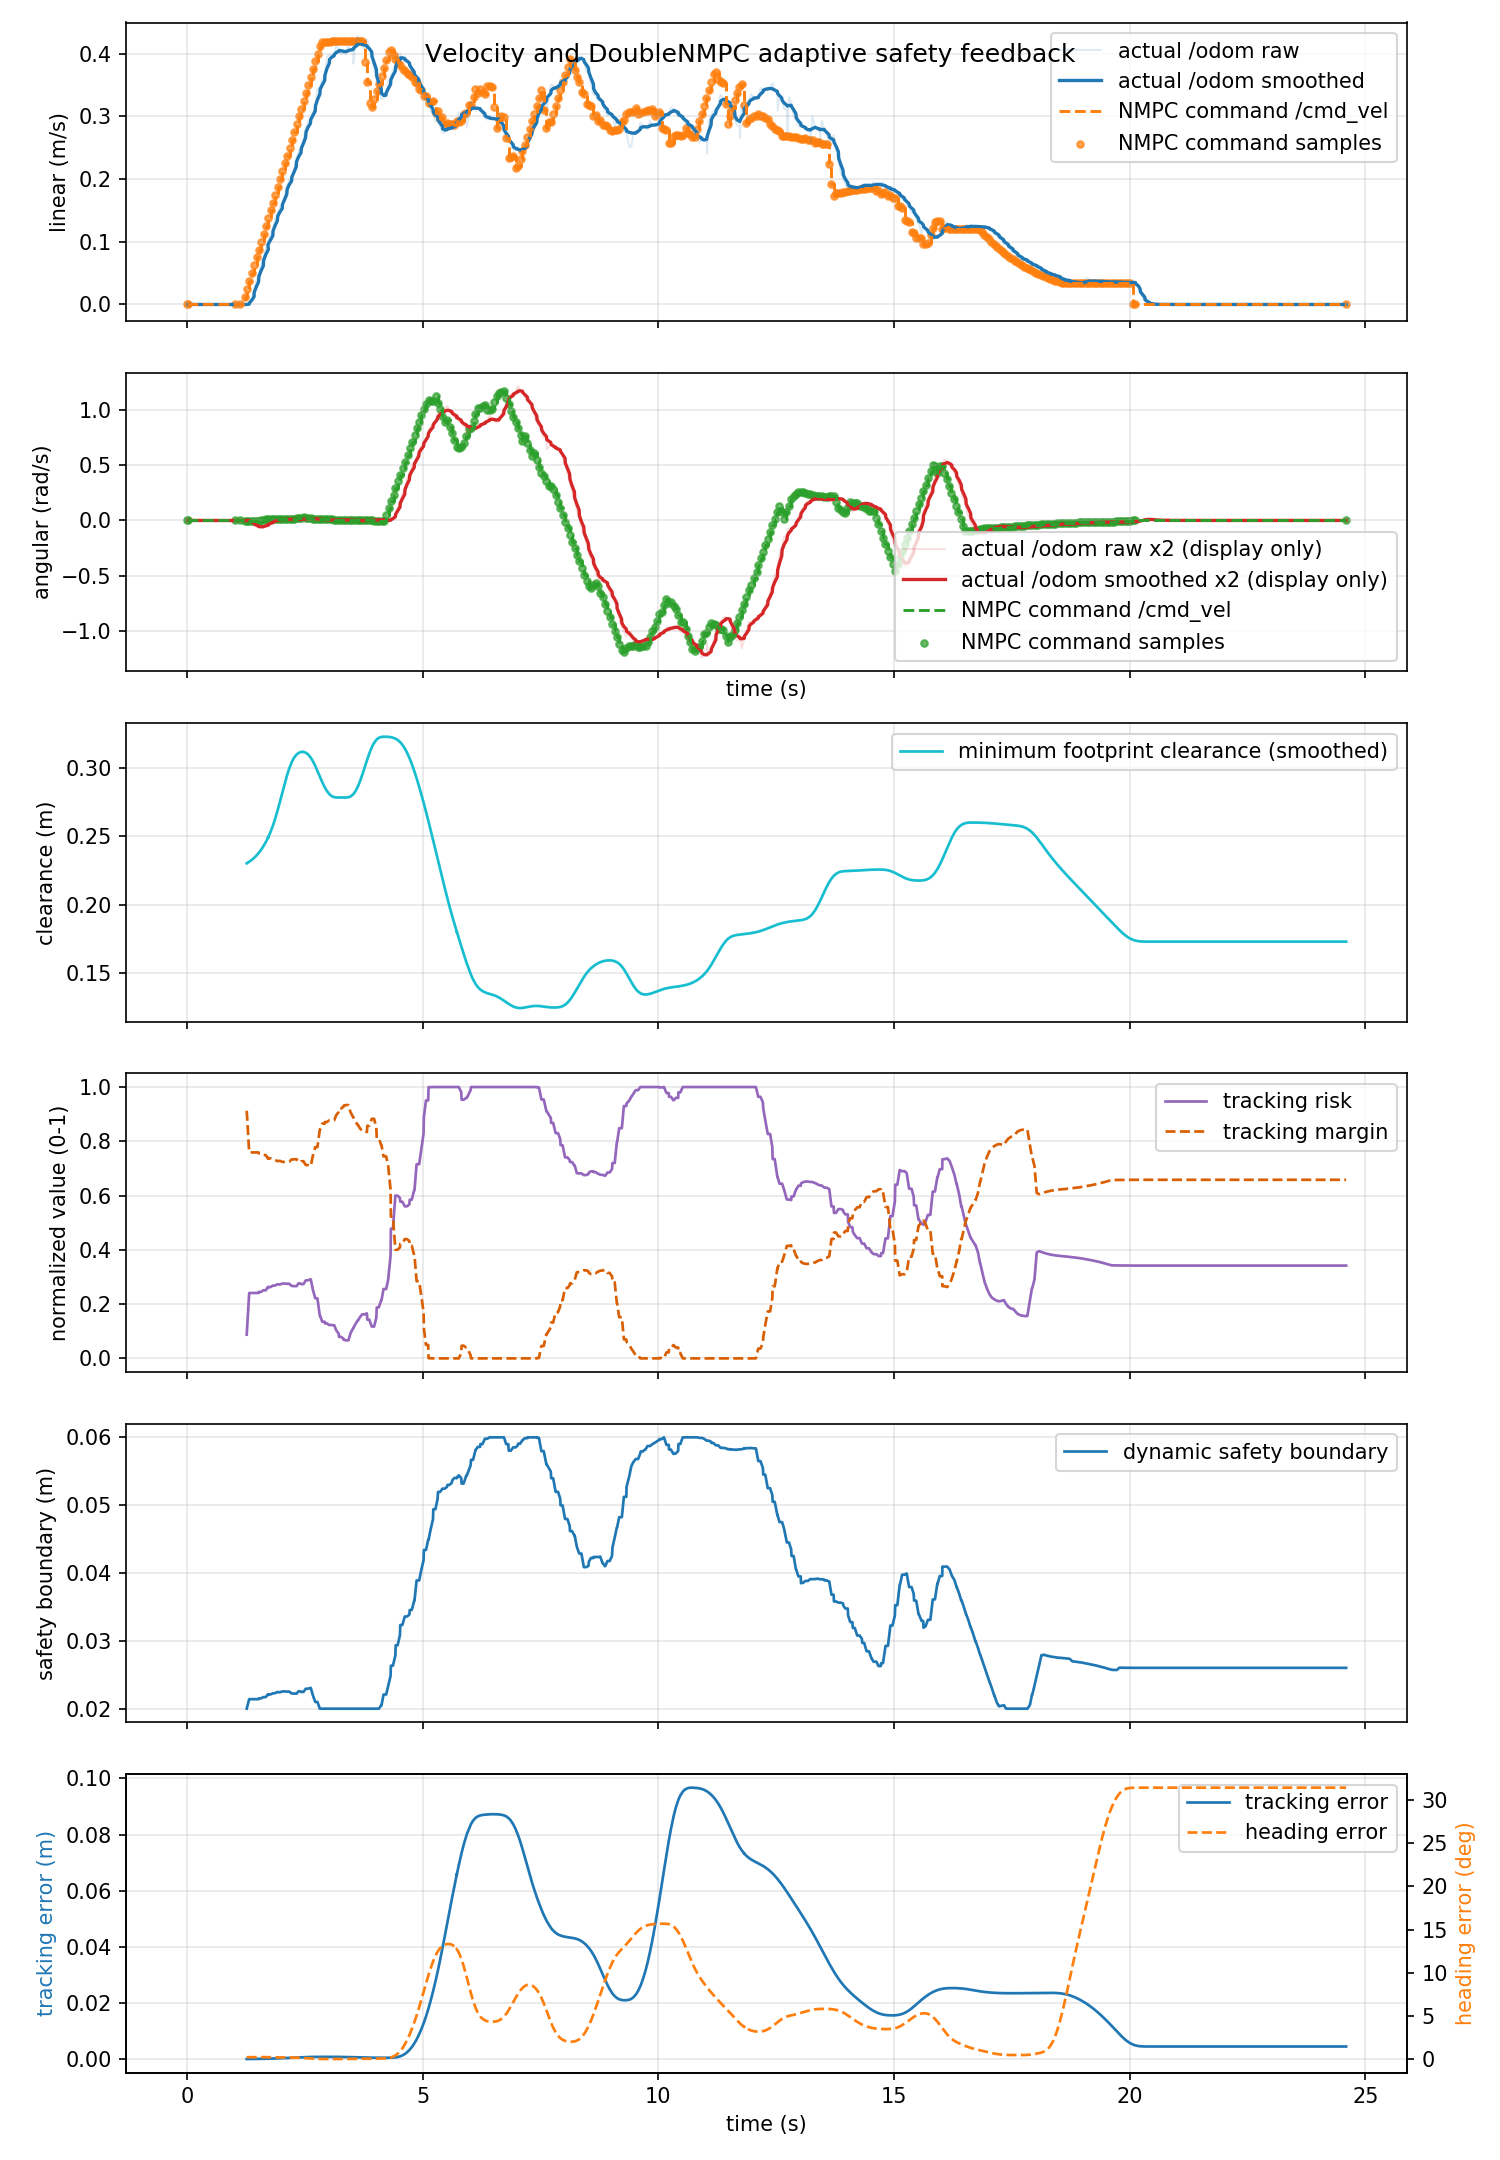 Velocity and DoubleNMPC adaptive safety feedback
linear (m/s)
0.4
0.3
0.2
0.1
0.0
actual /odom raw
actual /odom smoothed
NMPC command /cmd_vel
NMPC command samples
angular (rad/s)
1.0
0.5
0.0
−0.5
−1.0
actual /odom raw x2 (display only)
actual /odom smoothed x2 (display only)
NMPC command /cmd_vel
NMPC command samples
time (s)
clearance (m)
0.30
0.25
0.20
0.15
minimum footprint clearance (smoothed)
normalized value (0-1)
1.0
0.8
0.6
0.4
0.2
0.0
tracking risk
tracking margin
safety boundary (m)
0.06
0.05
0.04
0.03
0.02
dynamic safety boundary
tracking error (m)
0.10
0.08
0.06
0.04
0.02
0.00
tracking error
heading error
30
25
20
15
10
5
0
heading error (deg)
0 5 10 15 20 25
time (s)